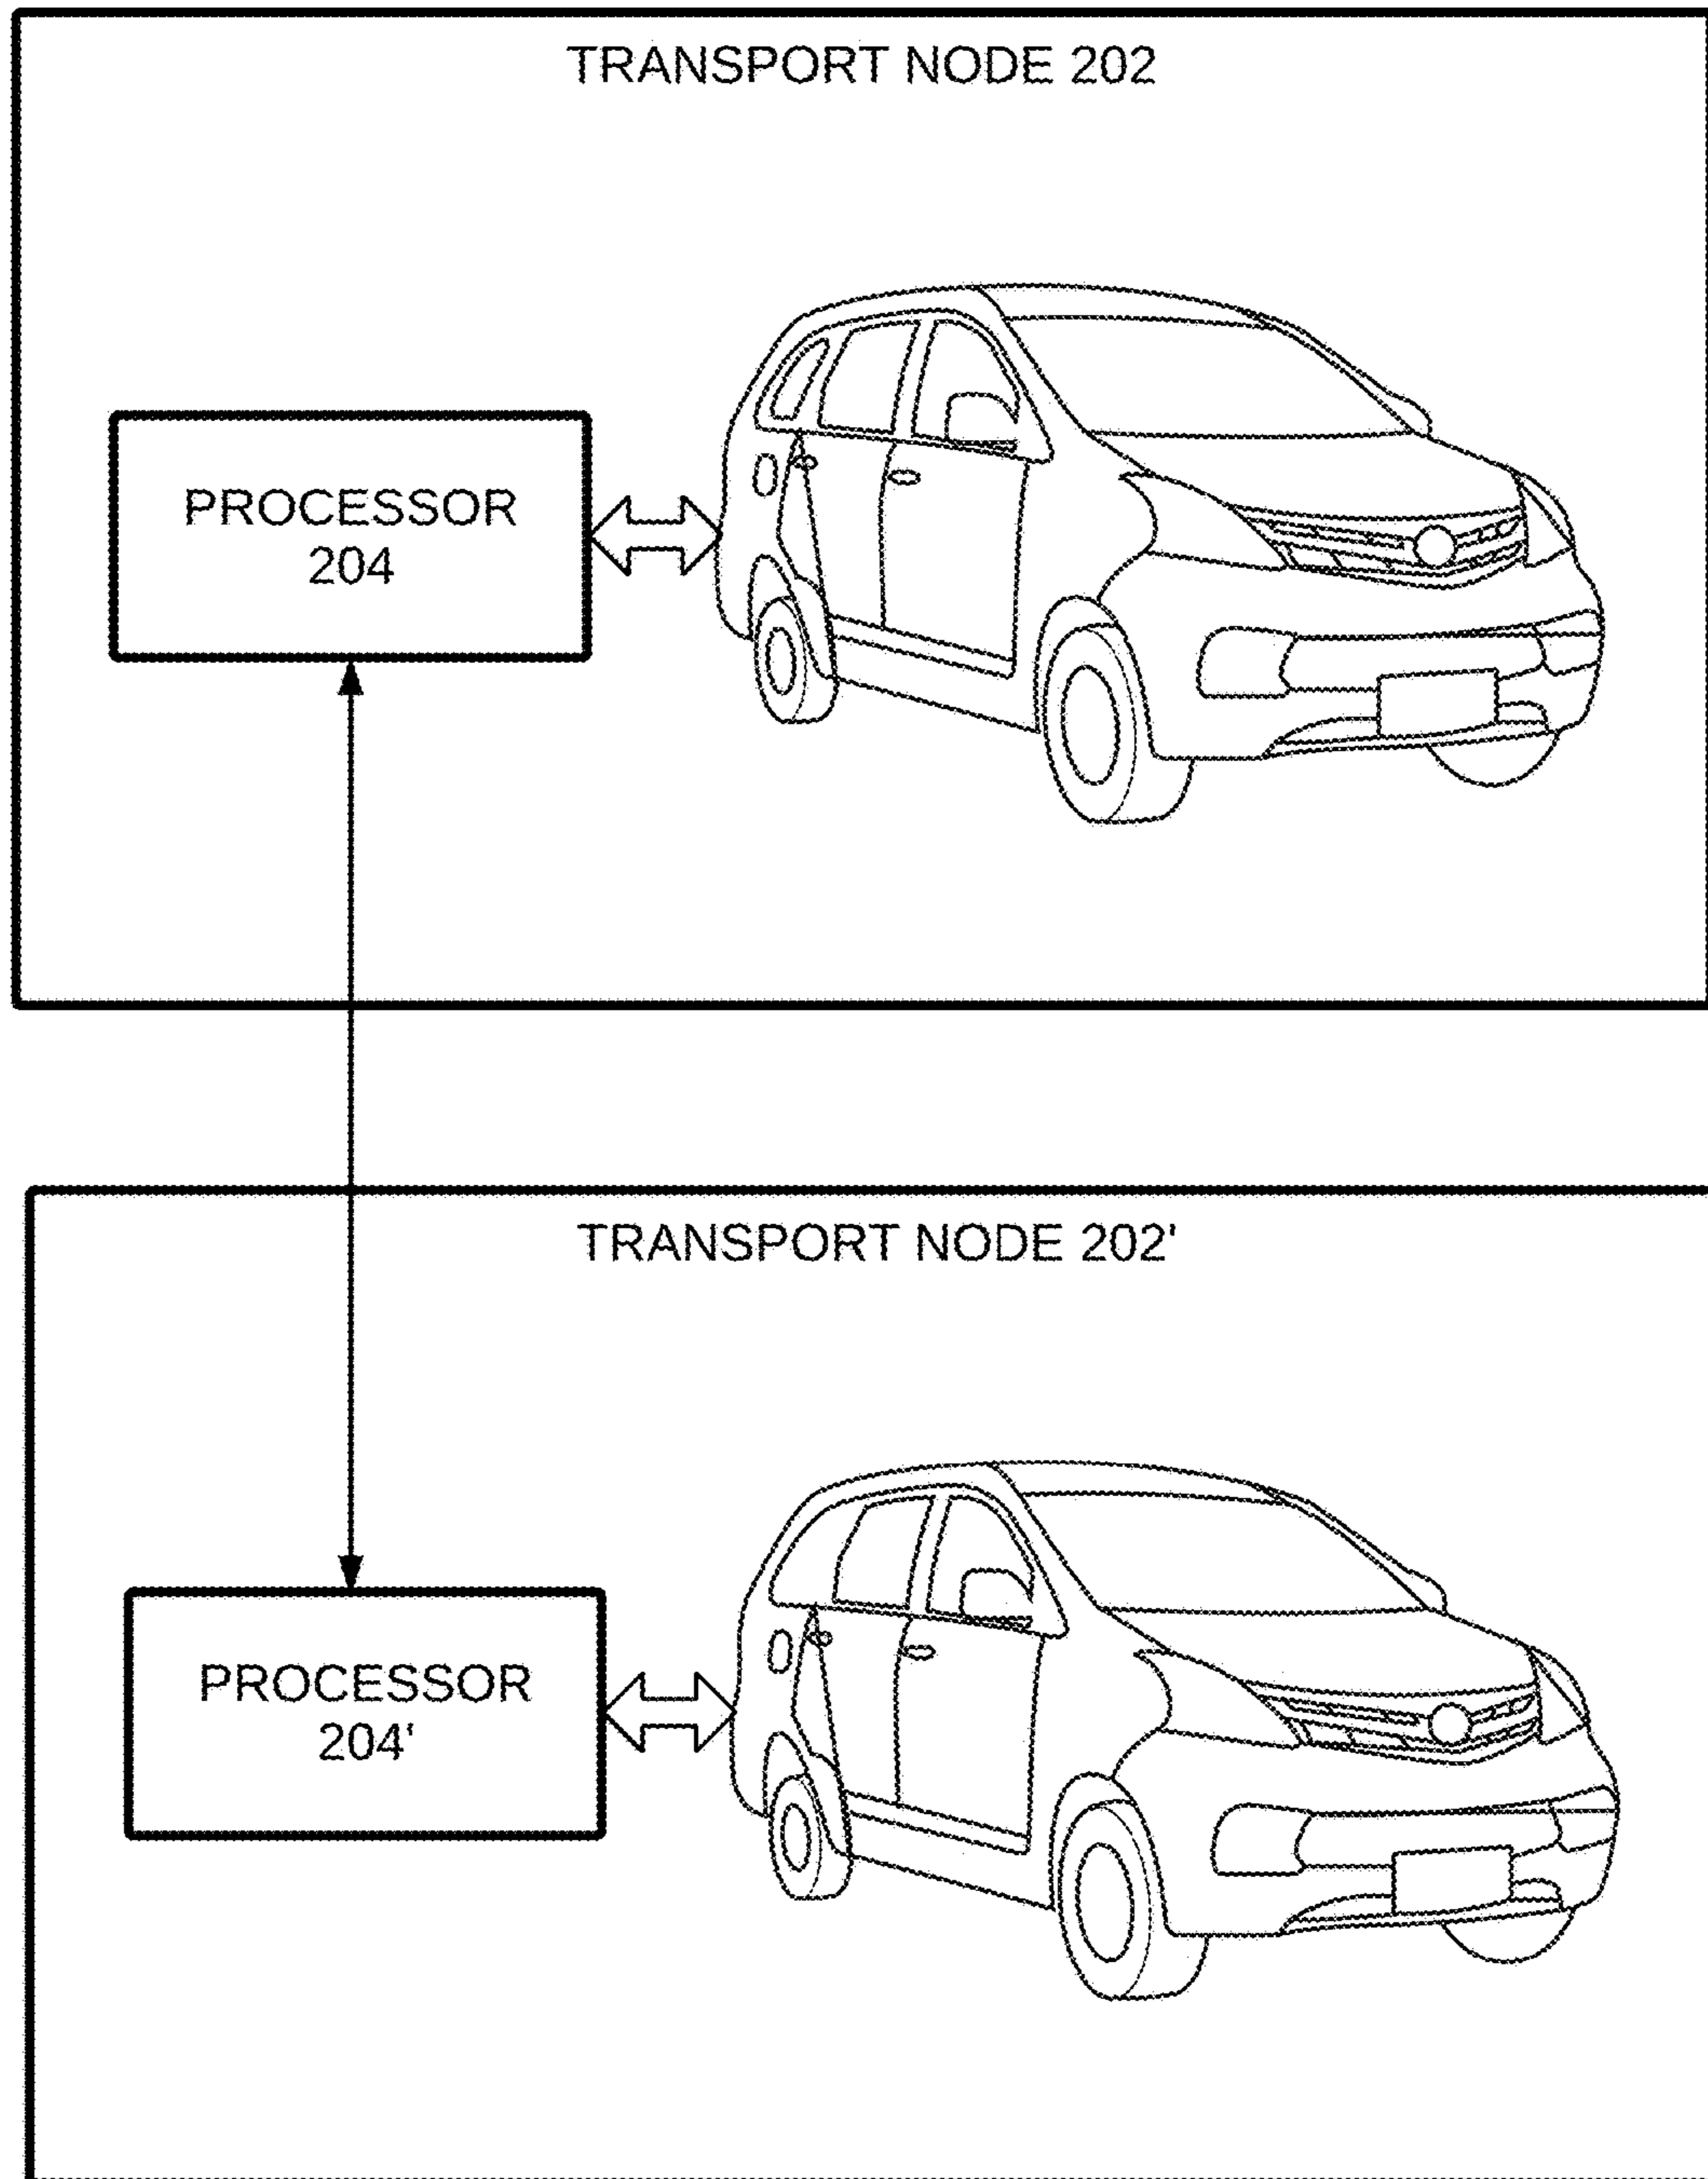 TRANSPORT NODE 202
PROCESSOR
204
TRANSPORT NODE 202'
PROCESSOR
204'